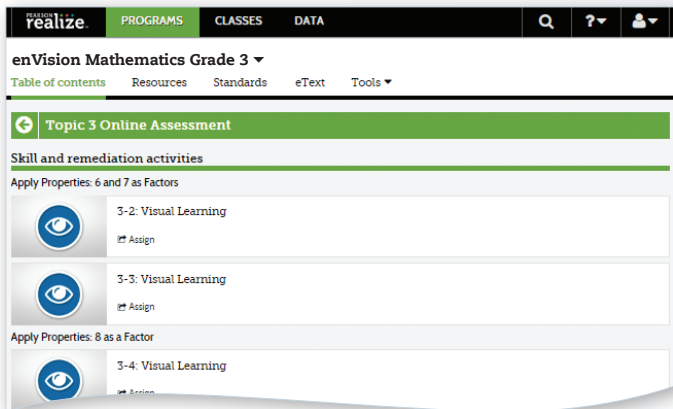 PEARSON
realize. PROGRAMS CLASSES DATA ?
enVision Mathematics Grade 3
Table of contents Resources Standards eText Tools
Topic 3 Online Assessment
Skill and remediation activities
Apply Properties: 6 and 7 as Factors
3-2: Visual Learning
Assign
3-3: Visual Learning
Assign
Apply Properties: 8 as a Factor
3-4: Visual Learning
Assign